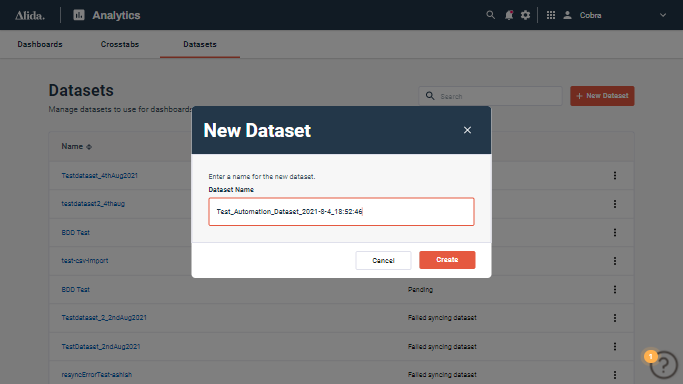 Alida.
Analytics
Cobra
Dashboards
Crosstabs
Datasets
Datasets
Manage datasets to use for dashboards
Search
+ New Dataset
Name
Testdataset_4thAug2021
testdataset2_4thaug
BDD Test
test-csv-import
BDD Test
Pending
Testdataset_2_2ndAug2021
Failed syncing dataset
TestDataset_2ndAug2021
Failed syncing dataset
resyncErrorTest-ashish
Failed syncing dataset
New Dataset
Enter a name for the new dataset.
Dataset Name
Test_Automation_Dataset_2021-8-4_18:52:46
Cancel
Create
1